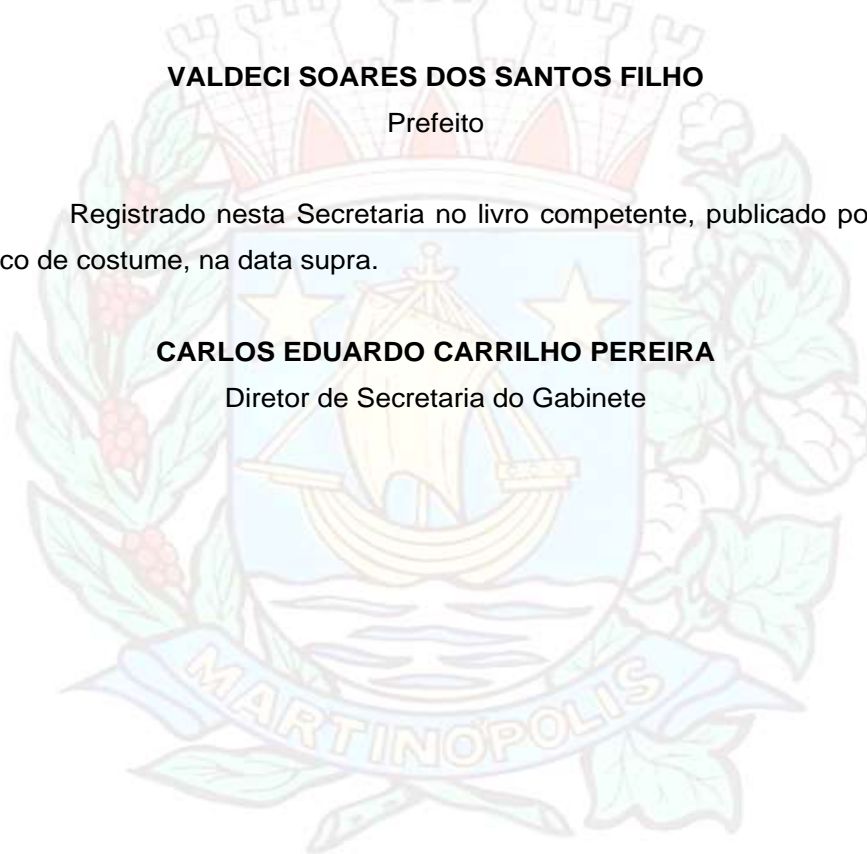 VALDECI SOARES DOS SANTOS FILHO
Prefeito
Registrado nesta Secretaria no livro competente, publicado po
co de costume, na data supra.
CARLOS EDUARDO CARRILHO PEREIRA
Diretor de Secretaria do Gabinete
MARTINÓPOLIS